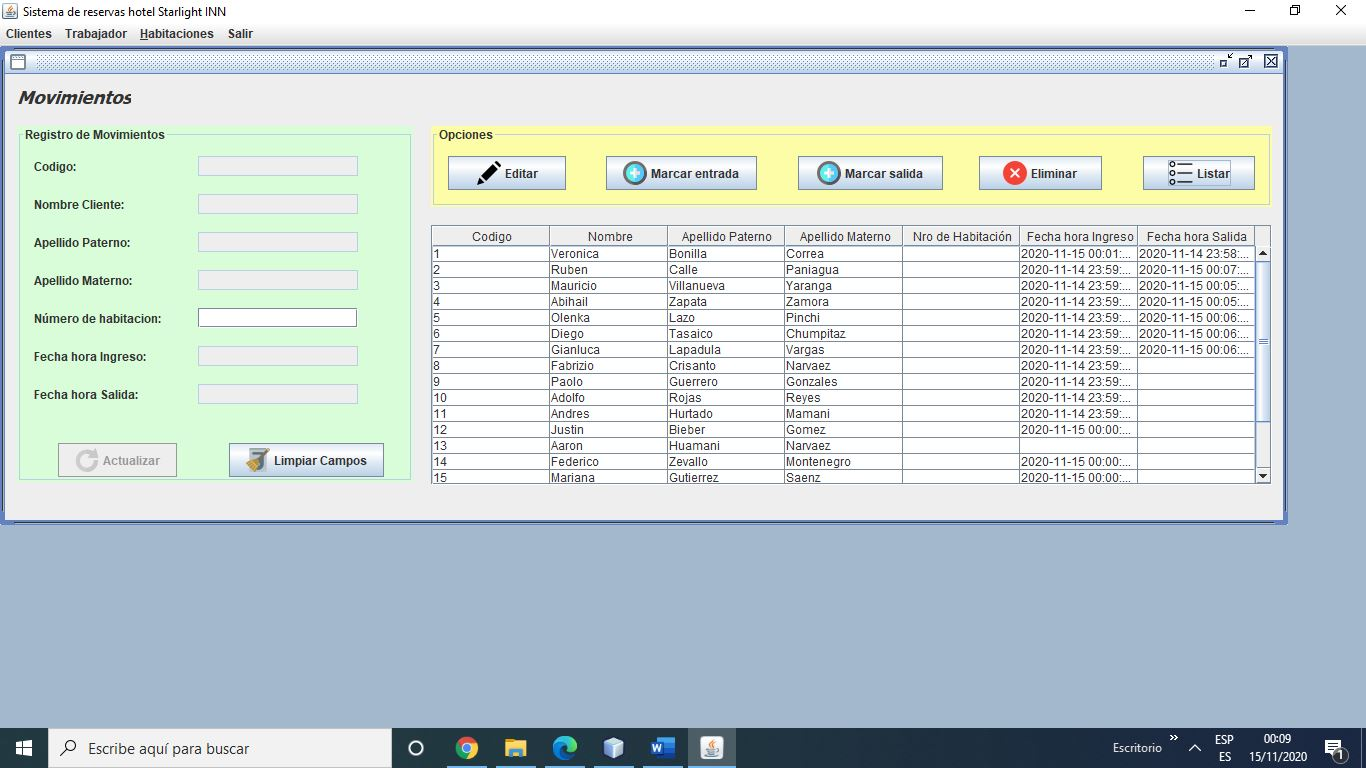 Sistema de reservas hotel Starlight INN
Clientes Trabajador Habitaciones Salir
Movimientos
Registro de Movimientos
Codigo:
Nombre Cliente:
Apellido Paterno:
Apellido Materno:
Número de habitacion:
Fecha hora Ingreso:
Fecha hora Salida:
Actualizar Limpiar Campos
Opciones
Editar Marcar entrada Marcar salida Eliminar Listar
Codigo Nombre Apellido Paterno Apellido Materno Nro de Habitación Fecha hora Ingreso Fecha hora Salida
1 Veronica Bonilla Correa 2020-11-15 00:01:... 2020-11-14 23:58:...
2 Ruben Calle Paniagua 2020-11-14 23:59:... 2020-11-15 00:07:...
3 Mauricio Villanueva Yaranga 2020-11-14 23:59:... 2020-11-15 00:05:...
4 Abihail Zapata Zamora 2020-11-14 23:59:... 2020-11-15 00:05:...
5 Olenka Lazo Pinchi 2020-11-14 23:59:... 2020-11-15 00:06:...
6 Diego Tasaico Chumpitaz 2020-11-14 23:59:... 2020-11-15 00:06:...
7 Gianluca Lapadula Vargas 2020-11-14 23:59:... 2020-11-15 00:06:...
8 Fabrizio Crisanto Narvaez 2020-11-14 23:59:...
9 Paolo Guerrero Gonzales 2020-11-14 23:59:...
10 Adolfo Rojas Reyes 2020-11-14 23:59:...
11 Andres Hurtado Mamani 2020-11-14 23:59:...
12 Justin Bieber Gomez 2020-11-15 00:00:...
13 Aaron Huamani Narvaez
14 Federico Zevallo Montenegro 2020-11-15 00:00:...
15 Mariana Gutierrez Saenz 2020-11-15 00:00:...
Escribe aquí para buscar
Escritorio
ESP
ES
00:09
15/11/2020
1